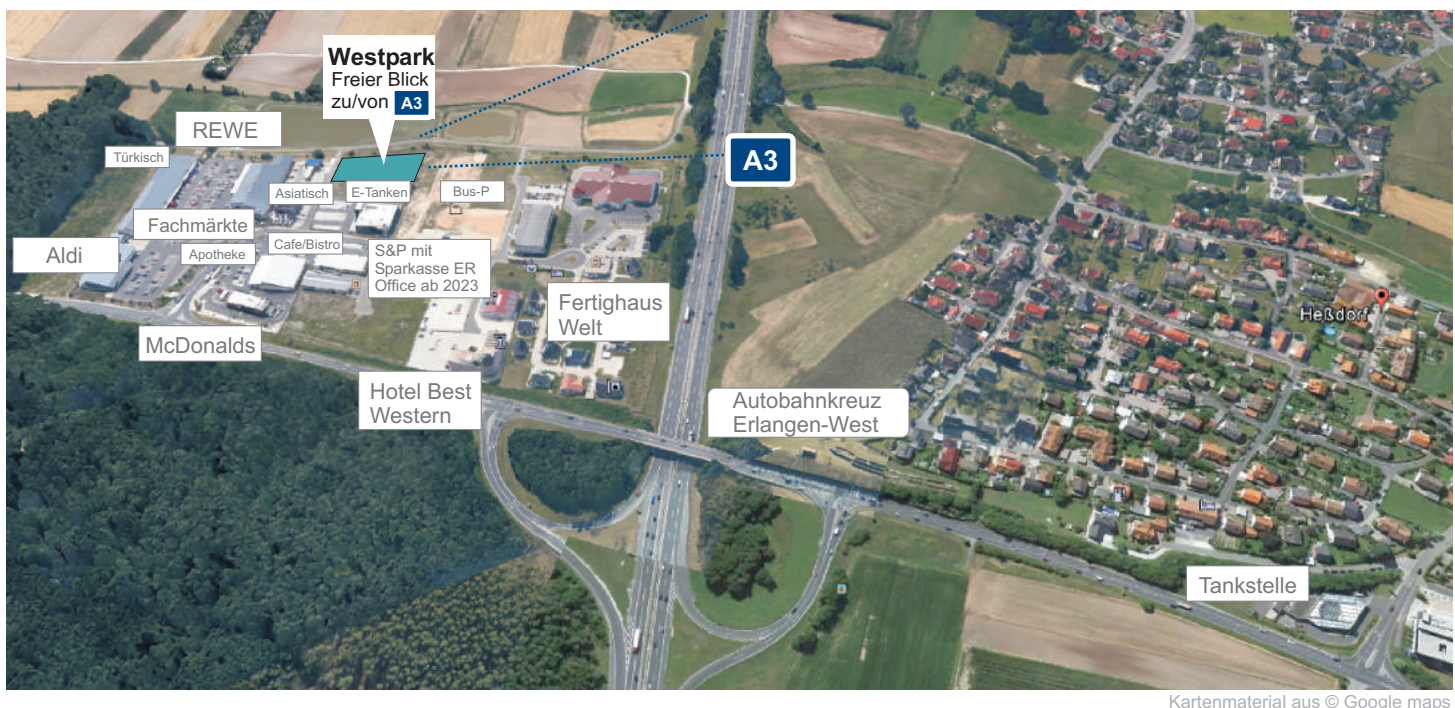 Westpark
Freier Blick
zu/von A3
REWE
Türkisch
A3
Asiatisch
E-Tanken
Bus-P
Fachmärkte
Aldi
Apotheke
Cafe/Bistro
S&P mit
Sparkasse ER
Office ab 2023
Fertighaus
Welt
Heßdorf
McDonalds
Hotel Best
Western
Autobahnkreuz
Erlangen-West
Tankstelle
Kartenmaterial aus © Google maps